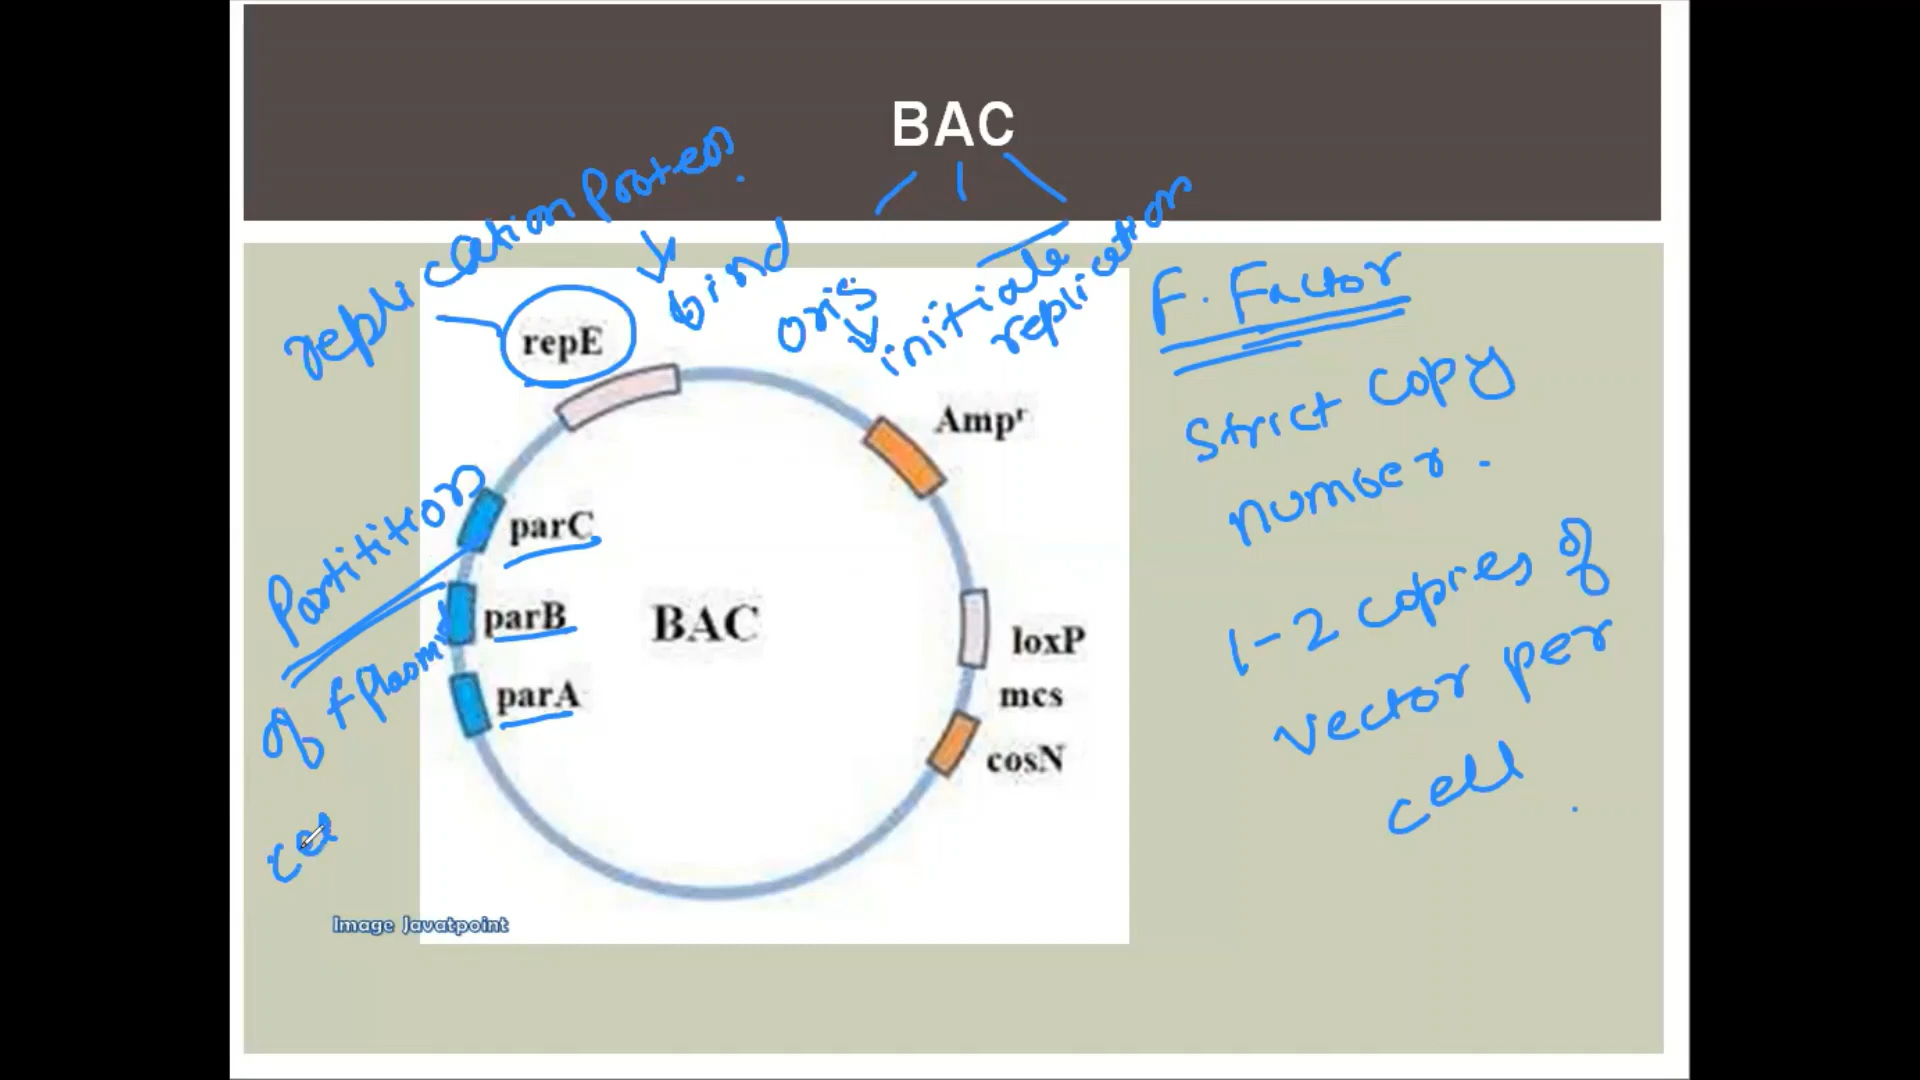 BAC
replication Protein.
bind
oriS
initiate
replication
repE
Ampʳ
parC
parB
BAC
parA
loxP
mcs
cosN
Partition
of F plasmid
F. Factor
Strict Copy
number.
1-2 copies of
vector per
cell.
Image Javatpoint